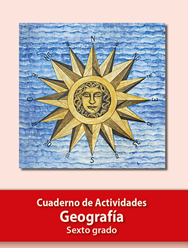 N
S
Cuaderno de Actividades
Geografía
Sexto grado